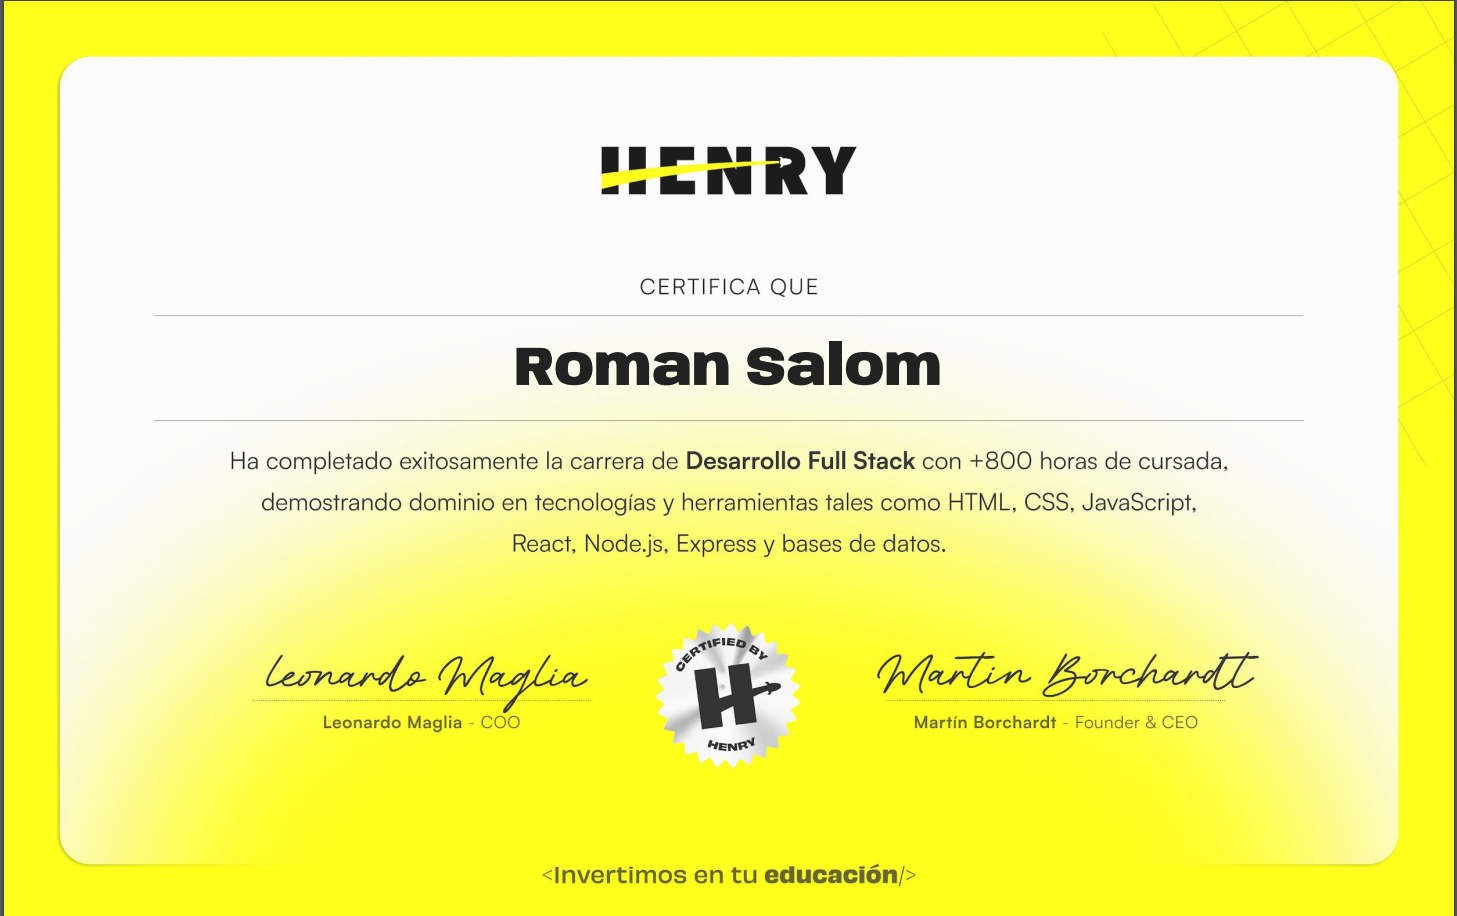 HENRY
CERTIFICA QUE
Roman Salom
Ha completado exitosamente la carrera de Desarrollo Full Stack con +800 horas de cursada,
demostrando dominio en tecnologías y herramientas tales como HTML, CSS, JavaScript,
React, Node.js, Express y bases de datos.
Leonardo Maglia
Leonardo Maglia - COO
CERTIFIED BY
H
HENRY
Martin Borchardt
Martín Borchardt - Founder & CEO
<Invertimos en tu educación/>